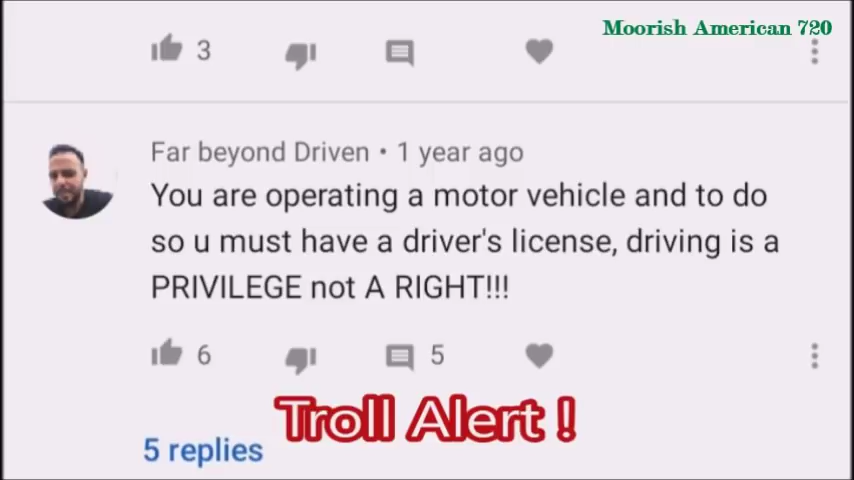 Moorish American 720
3
Far beyond Driven • 1 year ago
You are operating a motor vehicle and to do
so u must have a driver's license, driving is a
PRIVILEGE not A RIGHT!!!
6
5
Troll Alert !
5 replies